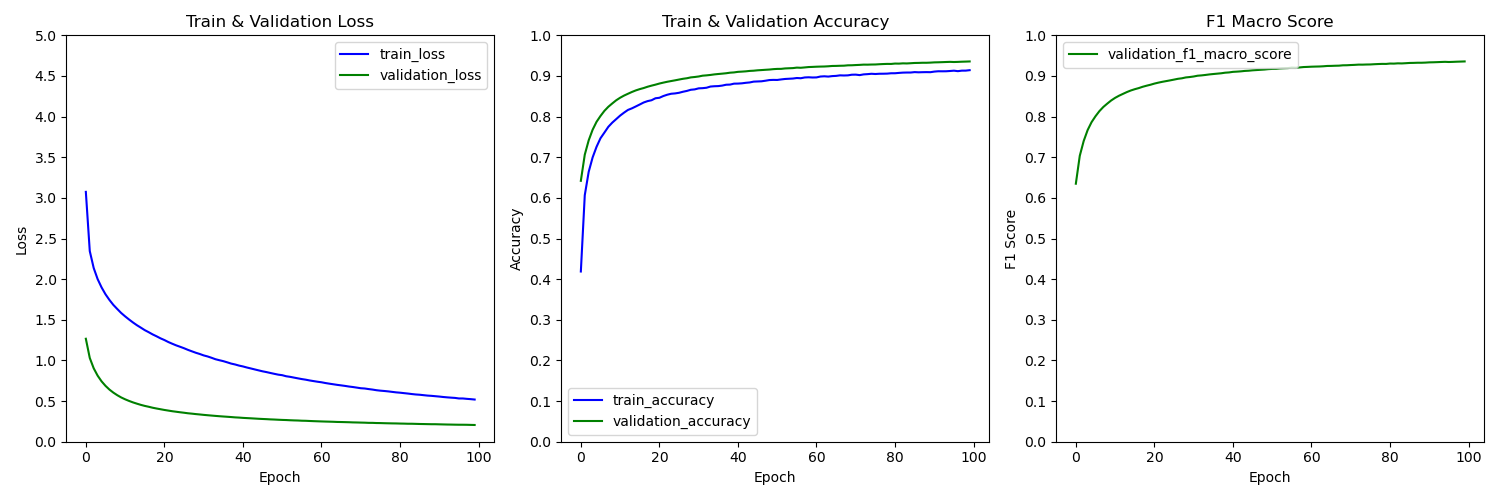 Train & Validation Loss
5.0
4.5
4.0
3.5
3.0
2.5
2.0
1.5
1.0
0.5
0.0
Loss
0 20 40 60 80 100
Epoch
train_loss
validation_loss
Train & Validation Accuracy
1.0
0.9
0.8
0.7
0.6
0.5
0.4
0.3
0.2
0.1
0.0
Accuracy
0 20 40 60 80 100
Epoch
train_accuracy
validation_accuracy
F1 Macro Score
1.0
0.9
0.8
0.7
0.6
0.5
0.4
0.3
0.2
0.1
0.0
F1 Score
0 20 40 60 80 100
Epoch
validation_f1_macro_score